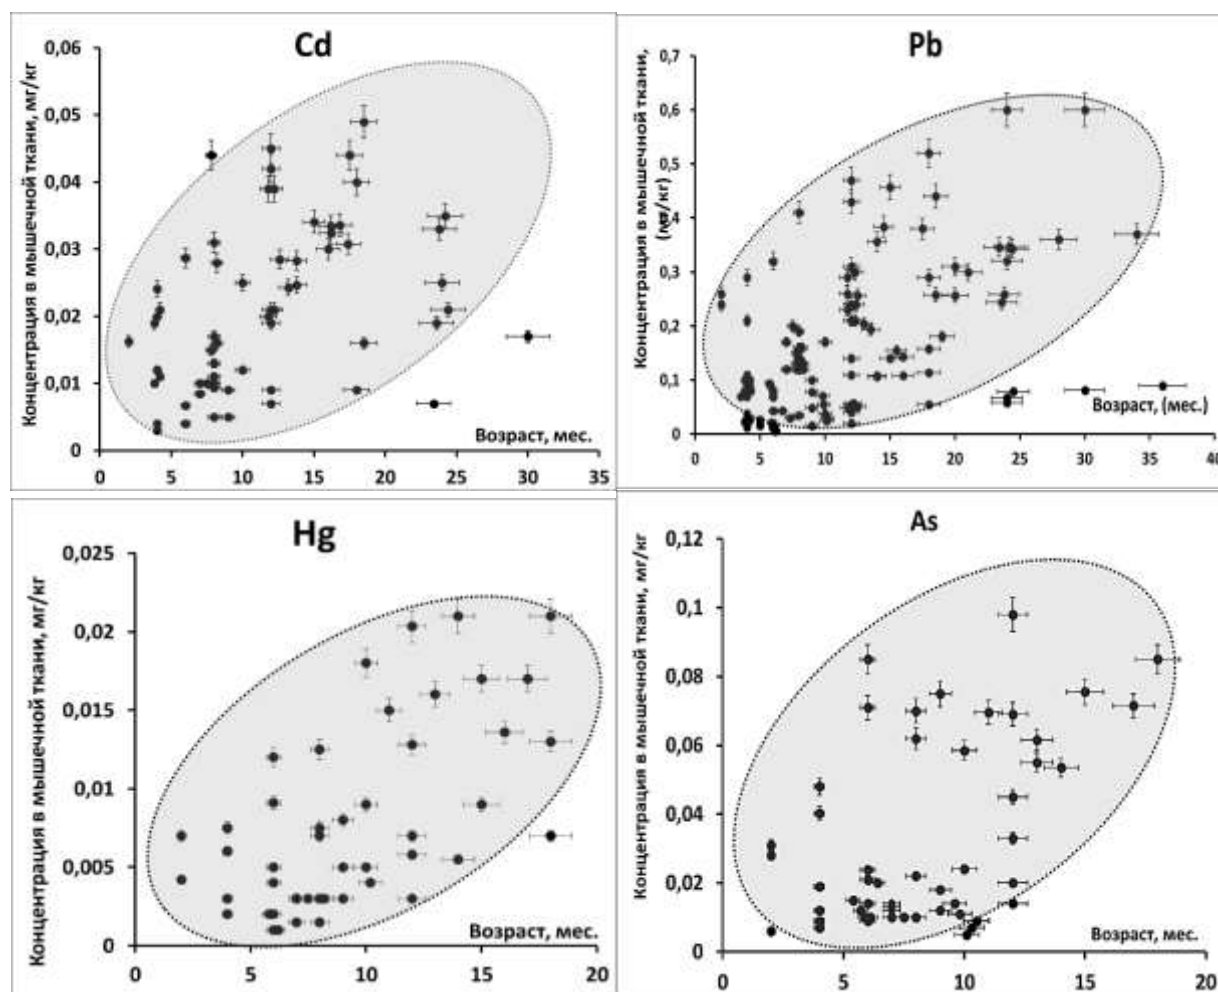 Cd
Концентрация в мышечной ткани, мг/кг
0,06
0,05
0,04
0,03
0,02
0,01
0
Возраст, мес.
0 5 10 15 20 25 30 35
Pb
Концентрация в мышечной ткани,
(мг/кг)
0,7
0,6
0,5
0,4
0,3
0,2
0,1
0
Возраст, (мес.)
0 5 10 15 20 25 30 35 40
Hg
Концентрация в мышечной ткани, мг/кг
0,025
0,02
0,015
0,01
0,005
0
Возраст, мес.
0 5 10 15 20
As
Концентрация в мышечной ткани, мг/кг
0,12
0,1
0,08
0,06
0,04
0,02
0
Возраст, мес.
0 5 10 15 20